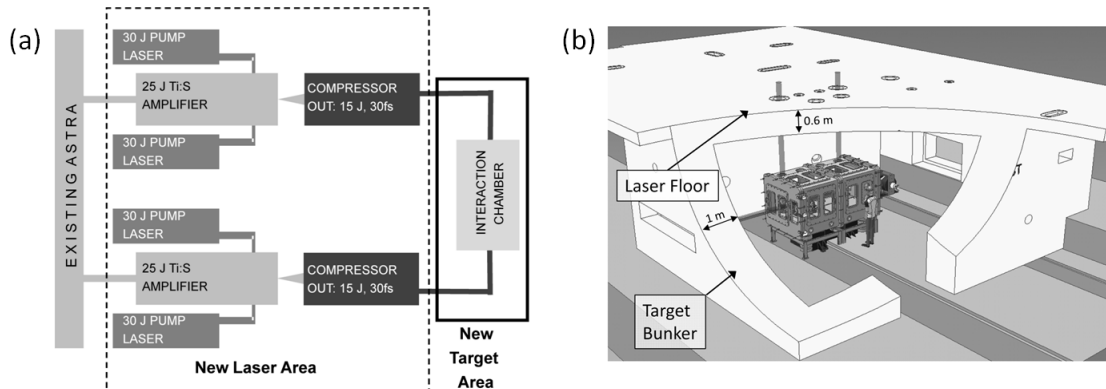 (a)
EXISTING ASTRA
30 J PUMP
LASER
25 J Ti:S
AMPLIFIER
30 J PUMP
LASER
COMPRESSOR
OUT: 15 J, 30fs
30 J PUMP
LASER
25 J Ti:S
AMPLIFIER
30 J PUMP
LASER
COMPRESSOR
OUT: 15 J, 30fs
INTERACTION
CHAMBER
New Laser Area
New
Target
Area
(b)
0.6 m
Laser Floor
1 m
Target
Bunker